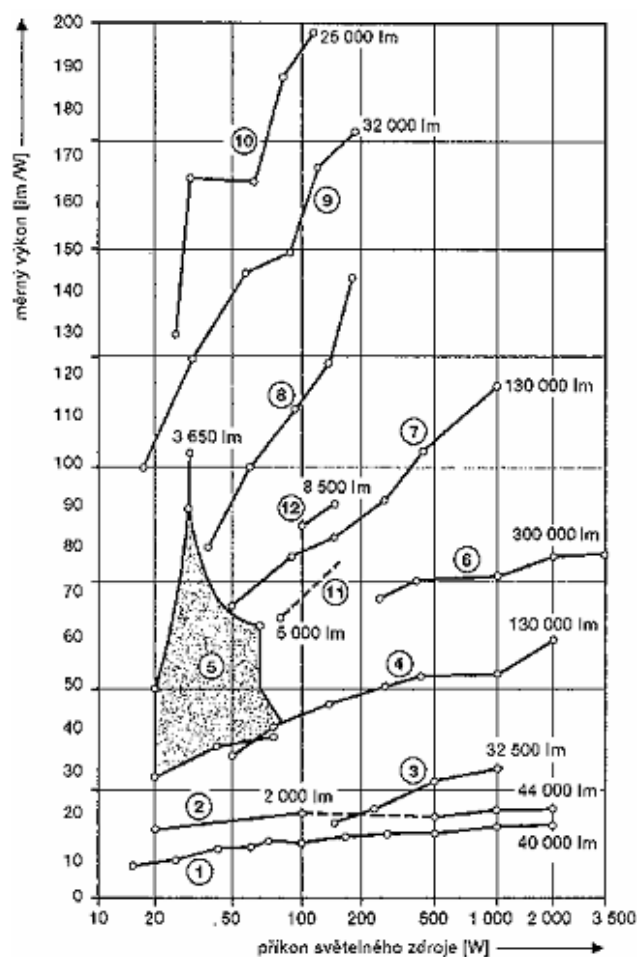 200
190
180
170
160
150
140
130
120
110
100
90
80
70
60
50
40
30
20
10
0
měrný výkon [lm/W]
25 000 lm
32 000 lm
10
9
8
3 650 lm
7
130 000 lm
8 500 lm
12
300 000 lm
6
11
5 000 lm
130 000 lm
5
4
32 500 lm
3
2 000 lm
44 000 lm
2
40 000 lm
1
10 20 50 100 200 500 1 000 2 000 3 500
příkon světelného zdroje [W]